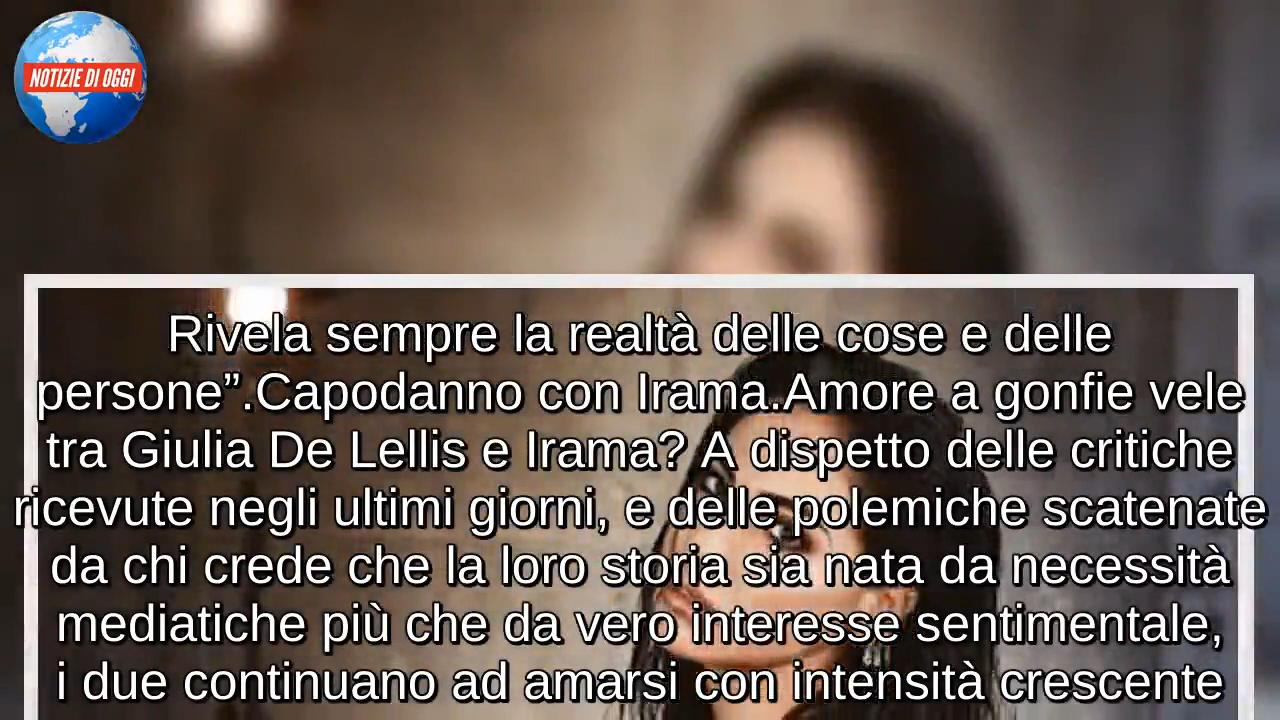 NOTIZIE DI OGGI
Rivela sempre la realtà delle cose e delle
persone”.Capodanno con Irama.Amore a gonfie vele
tra Giulia De Lellis e Irama? A dispetto delle critiche
ricevute negli ultimi giorni, e delle polemiche scatenate
da chi crede che la loro storia sia nata da necessità
mediatiche più che da vero interesse sentimentale,
i due continuano ad amarsi con intensità crescente